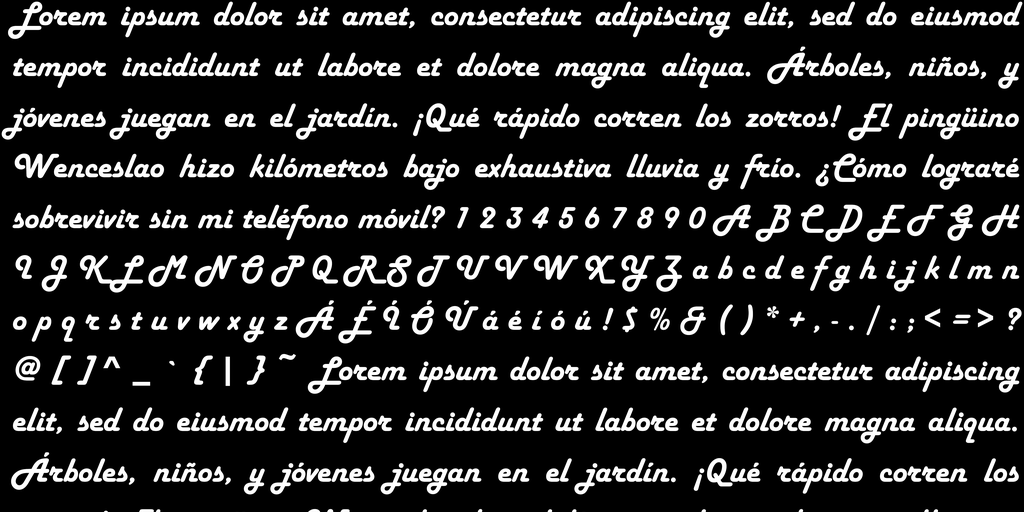 Lorem ipsum dolor sit amet, consectetur adipiscing elit, sed do eiusmod
tempor incididunt ut labore et dolore magna aliqua. Árboles, niños, y
jóvenes juegan en el jardín. ¡Qué rápido corren los zorros! El pingüino
Wenceslao hizo kilómetros bajo exhaustiva lluvia y frío. ¿Cómo lograré
sobrevivir sin mi teléfono móvil? 1 2 3 4 5 6 7 8 9 0 A B C D E F G H
I J K L M N O P Q R S T U V W X Y Z a b c d e f g h i j k l m n
o p q r s t u v w x y z Á É Í Ó Ú á é í ó ú ! $ % & ( ) * + , - . / : ; < = > ?
@ [ ] ^ _ ` { | } ~ Lorem ipsum dolor sit amet, consectetur adipiscing
elit, sed do eiusmod tempor incididunt ut labore et dolore magna aliqua.
Árboles, niños, y jóvenes juegan en el jardín. ¡Qué rápido corren los